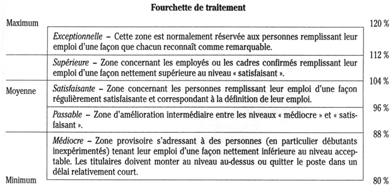 Fourchette de traitement
Maximum 120 %
Exceptionnelle – Cette zone est normalement réservée aux personnes remplissant leur
emploi d'une façon que chacun reconnaît comme remarquable.
112 %
Supérieure – Zone concernant les employés ou les cadres confirmés remplissant leur
emploi d'une façon nettement supérieure au niveau « satisfaisant ».
104 %
Moyenne
Satisfaisante – Zone concernant les personnes remplissant leur emploi d'une façon
régulièrement satisfaisante et correspondant à la définition de leur emploi.
96 %
Passable – Zone d'amélioration intermédiaire entre les niveaux « médiocre » et « satis-
faisant ».
88 %
Médiocre – Zone provisoire s'adressant à des personnes (en particulier débutants
inexpérimentés) tenant leur emploi d'une façon nettement inférieure au niveau accep-
table. Les titulaires doivent monter au niveau au-dessus ou quitter le poste dans un
délai relativement court.
Minimum 80 %